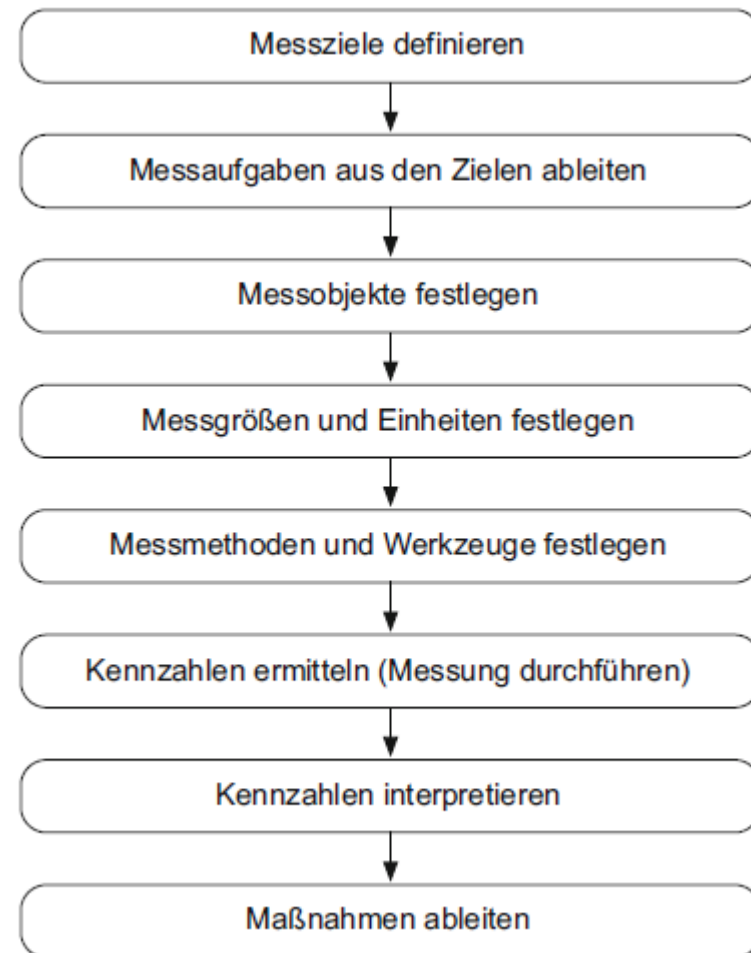 Messziele definieren
Messaufgaben aus den Zielen ableiten
Messobjekte festlegen
Messgrößen und Einheiten festlegen
Messmethoden und Werkzeuge festlegen
Kennzahlen ermitteln (Messung durchführen)
Kennzahlen interpretieren
Maßnahmen ableiten